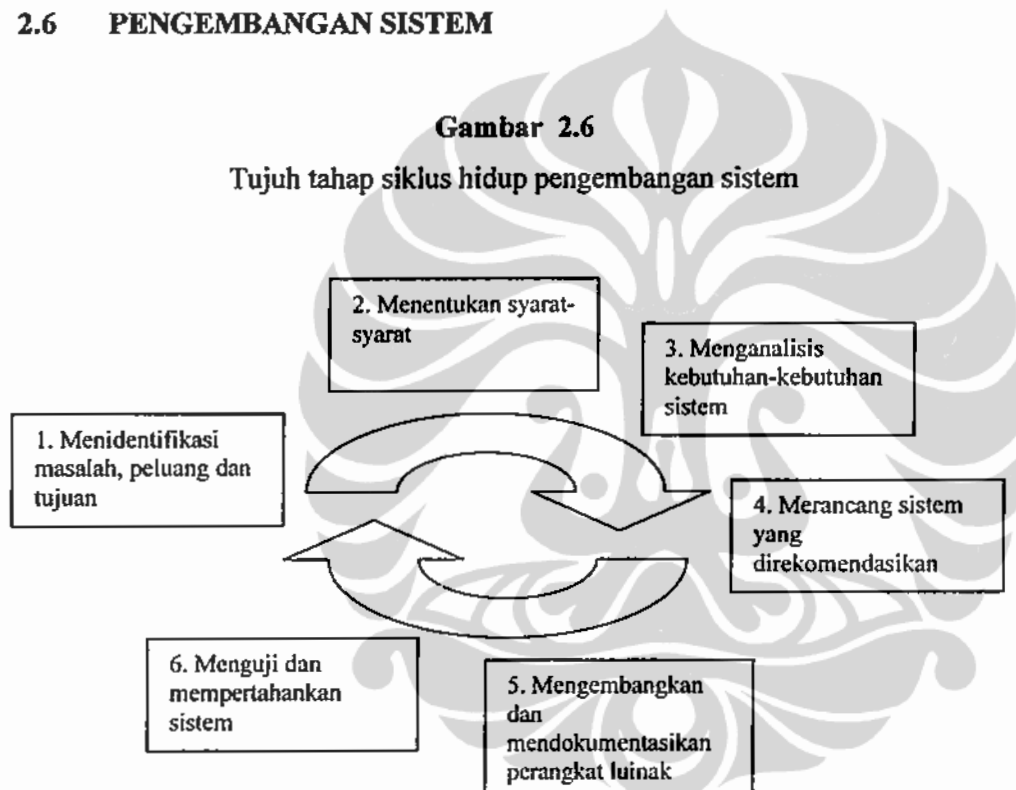 2.6 PENGEMBANGAN SISTEM
Gambar 2.6
Tujuh tahap siklus hidup pengembangan sistem
2. Menentukan syarat-
syarat
3. Menganalisis
kebutuhan-kebutuhan
sistem
1. Menidentifikasi
masalah, peluang dan
tujuan
4. Merancang sistem
yang
direkomendasikan
6. Menguji dan
mempertahankan
sistem
5. Mengembangkan
dan
mendokumentasikan
perangkat luinak